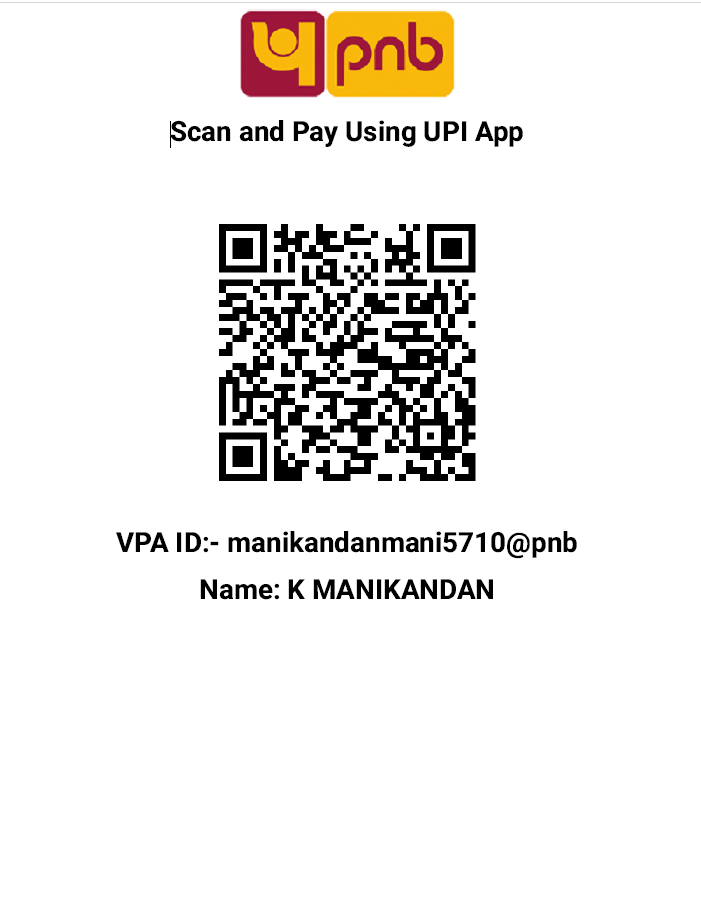 pnb
Scan and Pay Using UPI App
VPA ID:- manikandanmani5710@pnb
Name: K MANIKANDAN